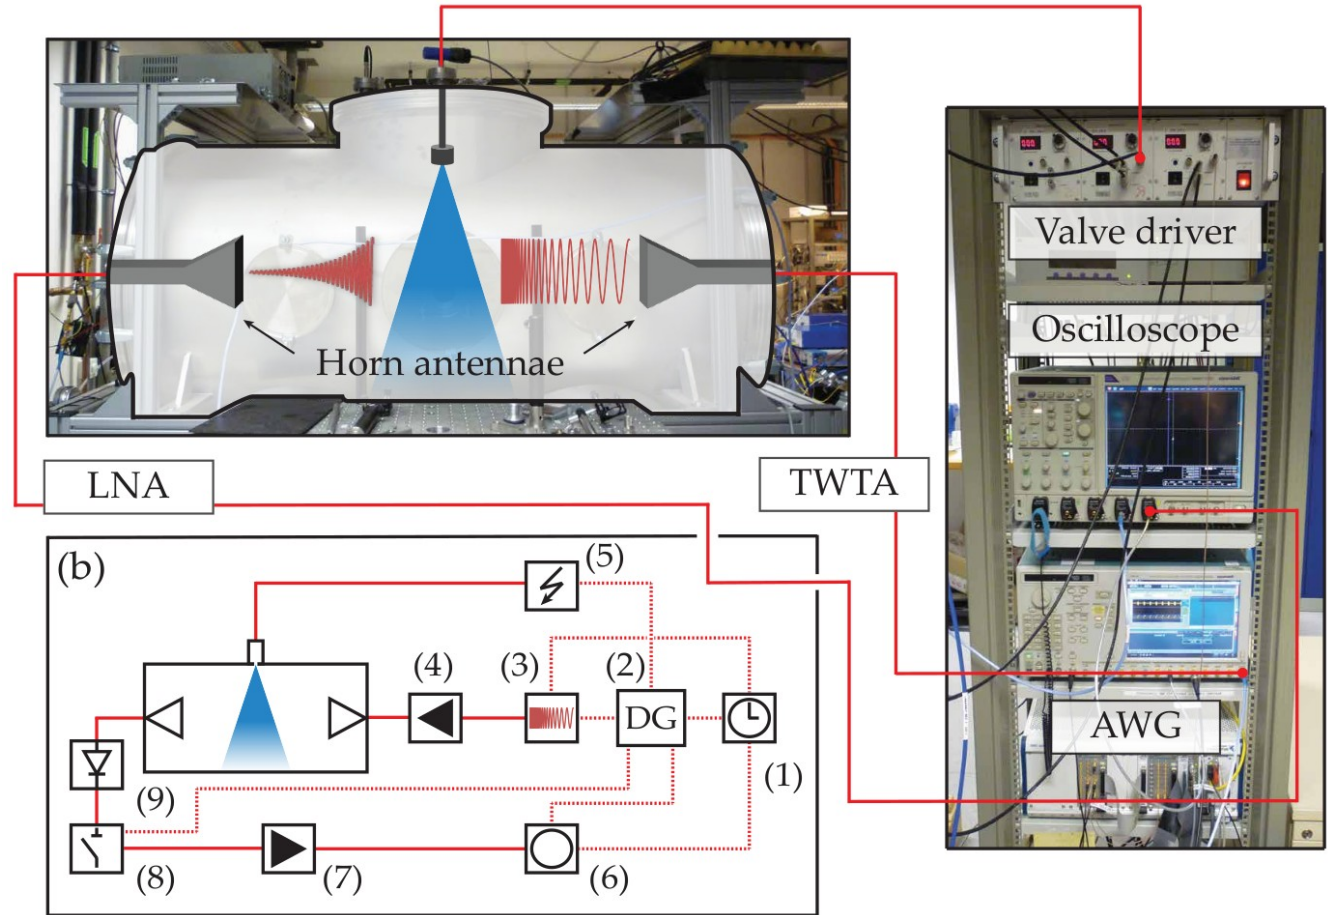 Valve driver
Oscilloscope
Horn antennae
LNA
TWTA
AWG
(b)
(5)
(4)
(3)
(2)
DG
(1)
(9)
(8)
(7)
(6)